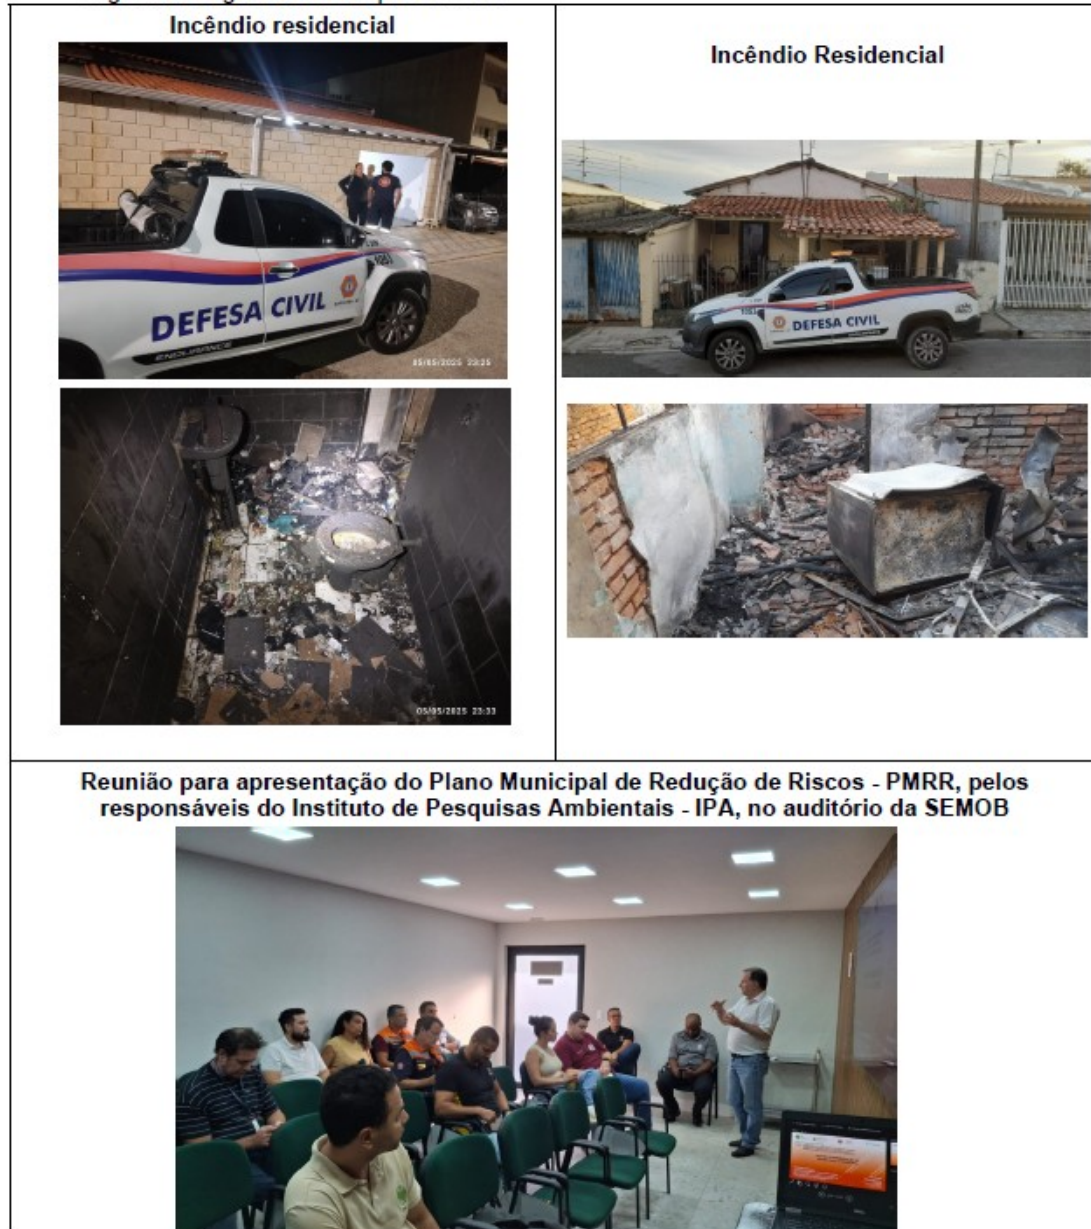 Incêndio residencial
DEFESA CIVIL
ENDURANCE
1051
05/05/2025 23:25
05/05/2025 23:33
Incêndio Residencial
DEFESA CIVIL
Reunião para apresentação do Plano Municipal de Redução de Riscos - PMRR, pelos
responsáveis do Instituto de Pesquisas Ambientais - IPA, no auditório da SEMOB